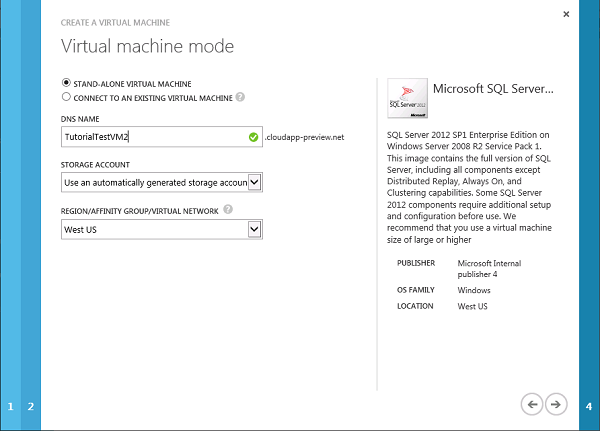 CREATE A VIRTUAL MACHINE
Virtual machine mode
STAND-ALONE VIRTUAL MACHINE
CONNECT TO AN EXISTING VIRTUAL MACHINE ?
DNS NAME
TutorialTestVM2 .cloudapp-preview.net
STORAGE ACCOUNT
Use an automatically generated storage accoun
REGION/AFFINITY GROUP/VIRTUAL NETWORK ?
West US
SQL Server 2012
Microsoft
Microsoft SQL Server...
SQL Server 2012 SP1 Enterprise Edition on
Windows Server 2008 R2 Service Pack 1.
This image contains the full version of SQL
Server, including all components except
Distributed Replay, Always On, and
Clustering capabilities. Some SQL Server
2012 components require additional setup
and configuration before use. We
recommend that you use a virtual machine
size of large or higher
PUBLISHER Microsoft Internal
publisher 4
OS FAMILY Windows
LOCATION West US
1 2 4